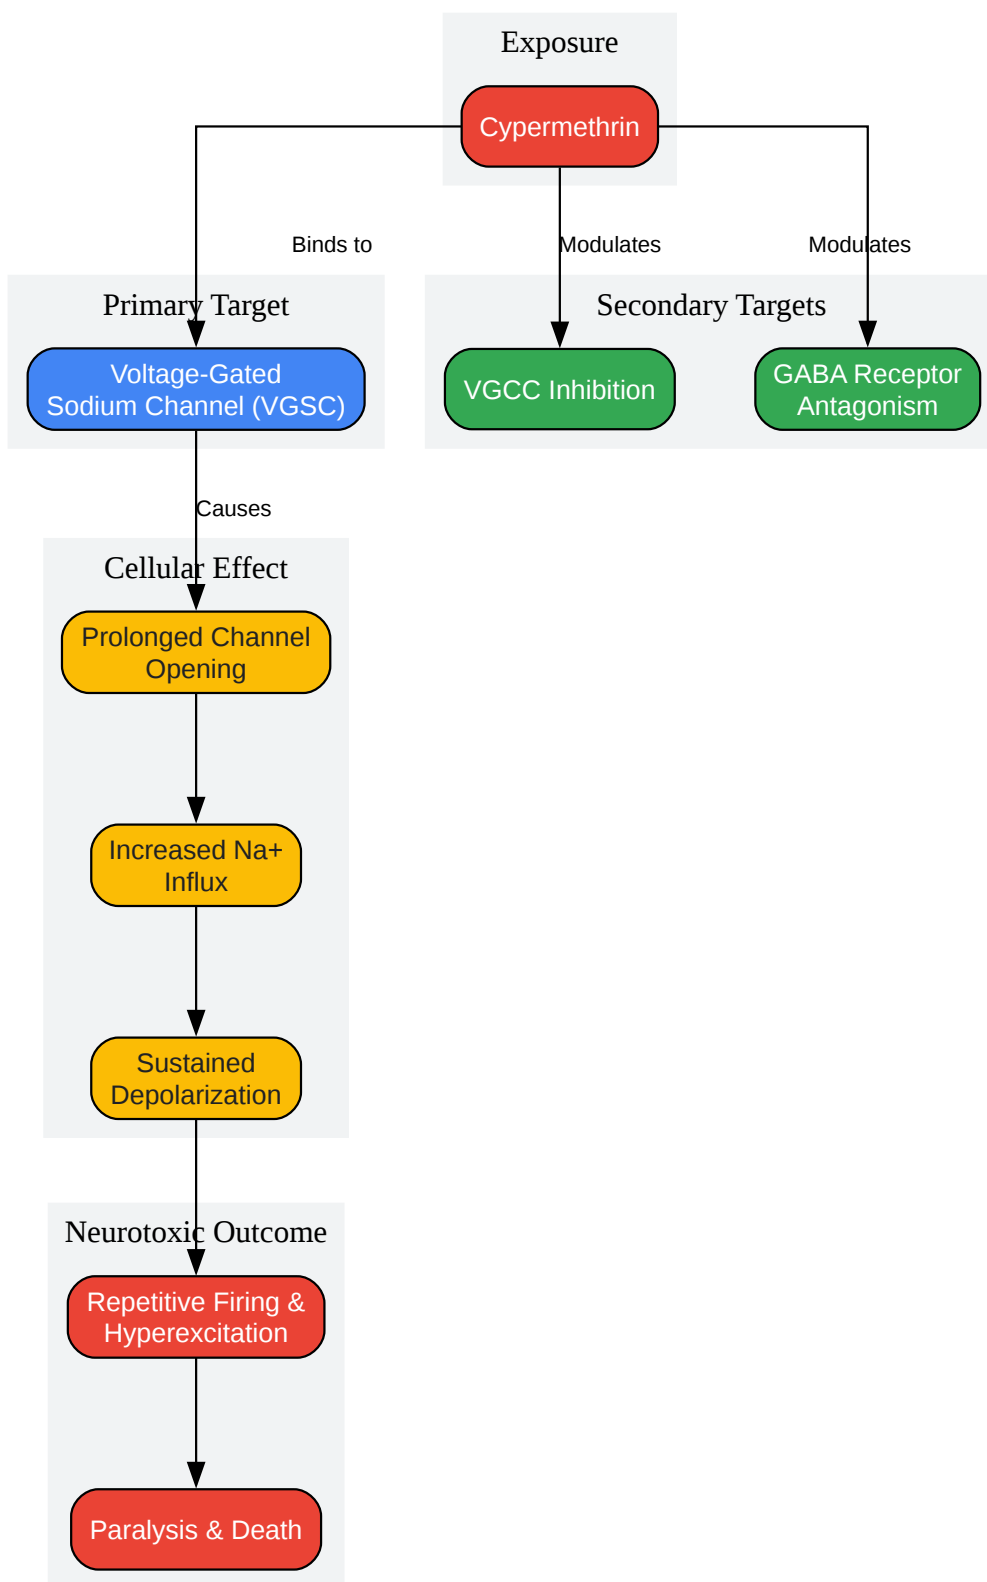 Exposure
Cypermethrin
Binds to
Modulates
Modulates
Primary Target
Secondary Targets
Voltage-Gated
Sodium Channel (VGSC)
VGCC Inhibition
GABA Receptor
Antagonism
Causes
Cellular Effect
Prolonged Channel
Opening
Increased Na+
Influx
Sustained
Depolarization
Neurotoxic Outcome
Repetitive Firing &
Hyperexcitation
Paralysis & Death